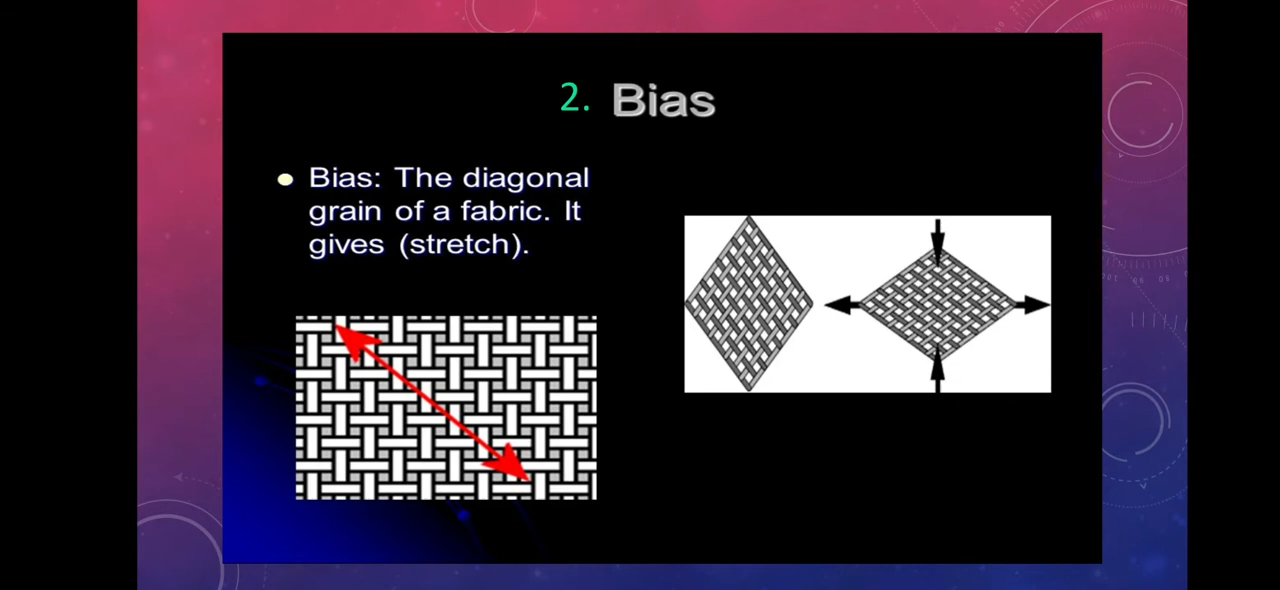 2. Bias
Bias: The diagonal
grain of a fabric. It
gives (stretch).